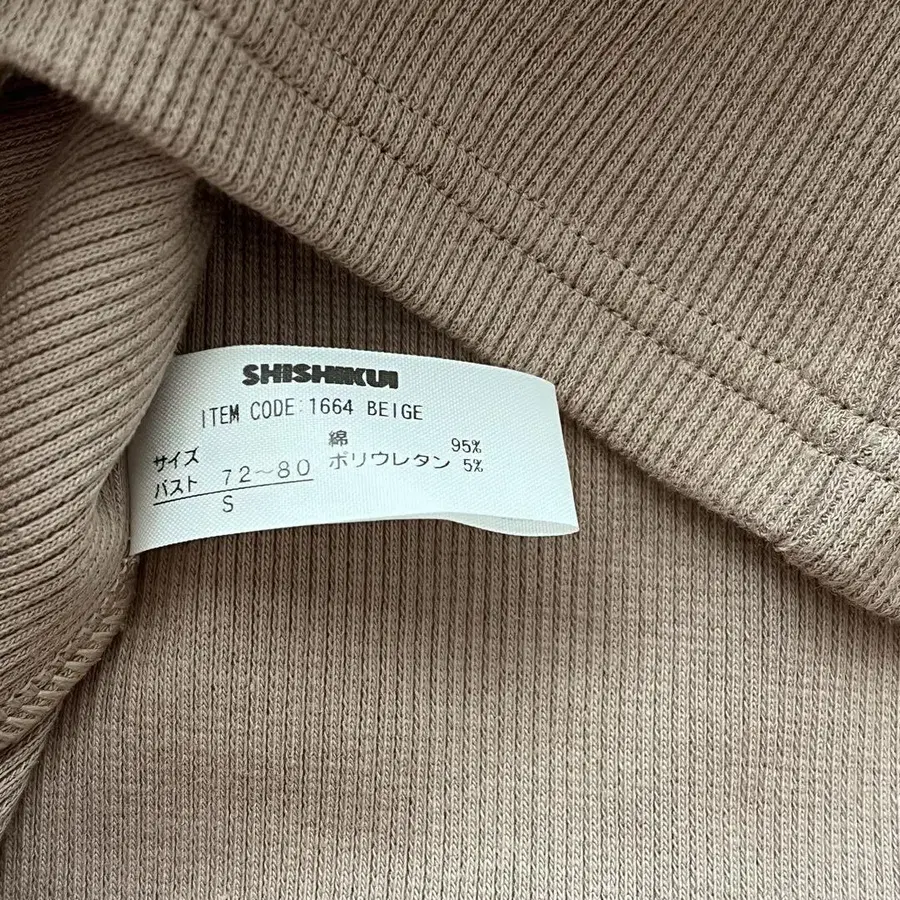 SHISHIKUI
ITEM CODE:1664 BEIGE
サイズ
バスト 72～80
S
綿 95%
ポリウレタン 5%